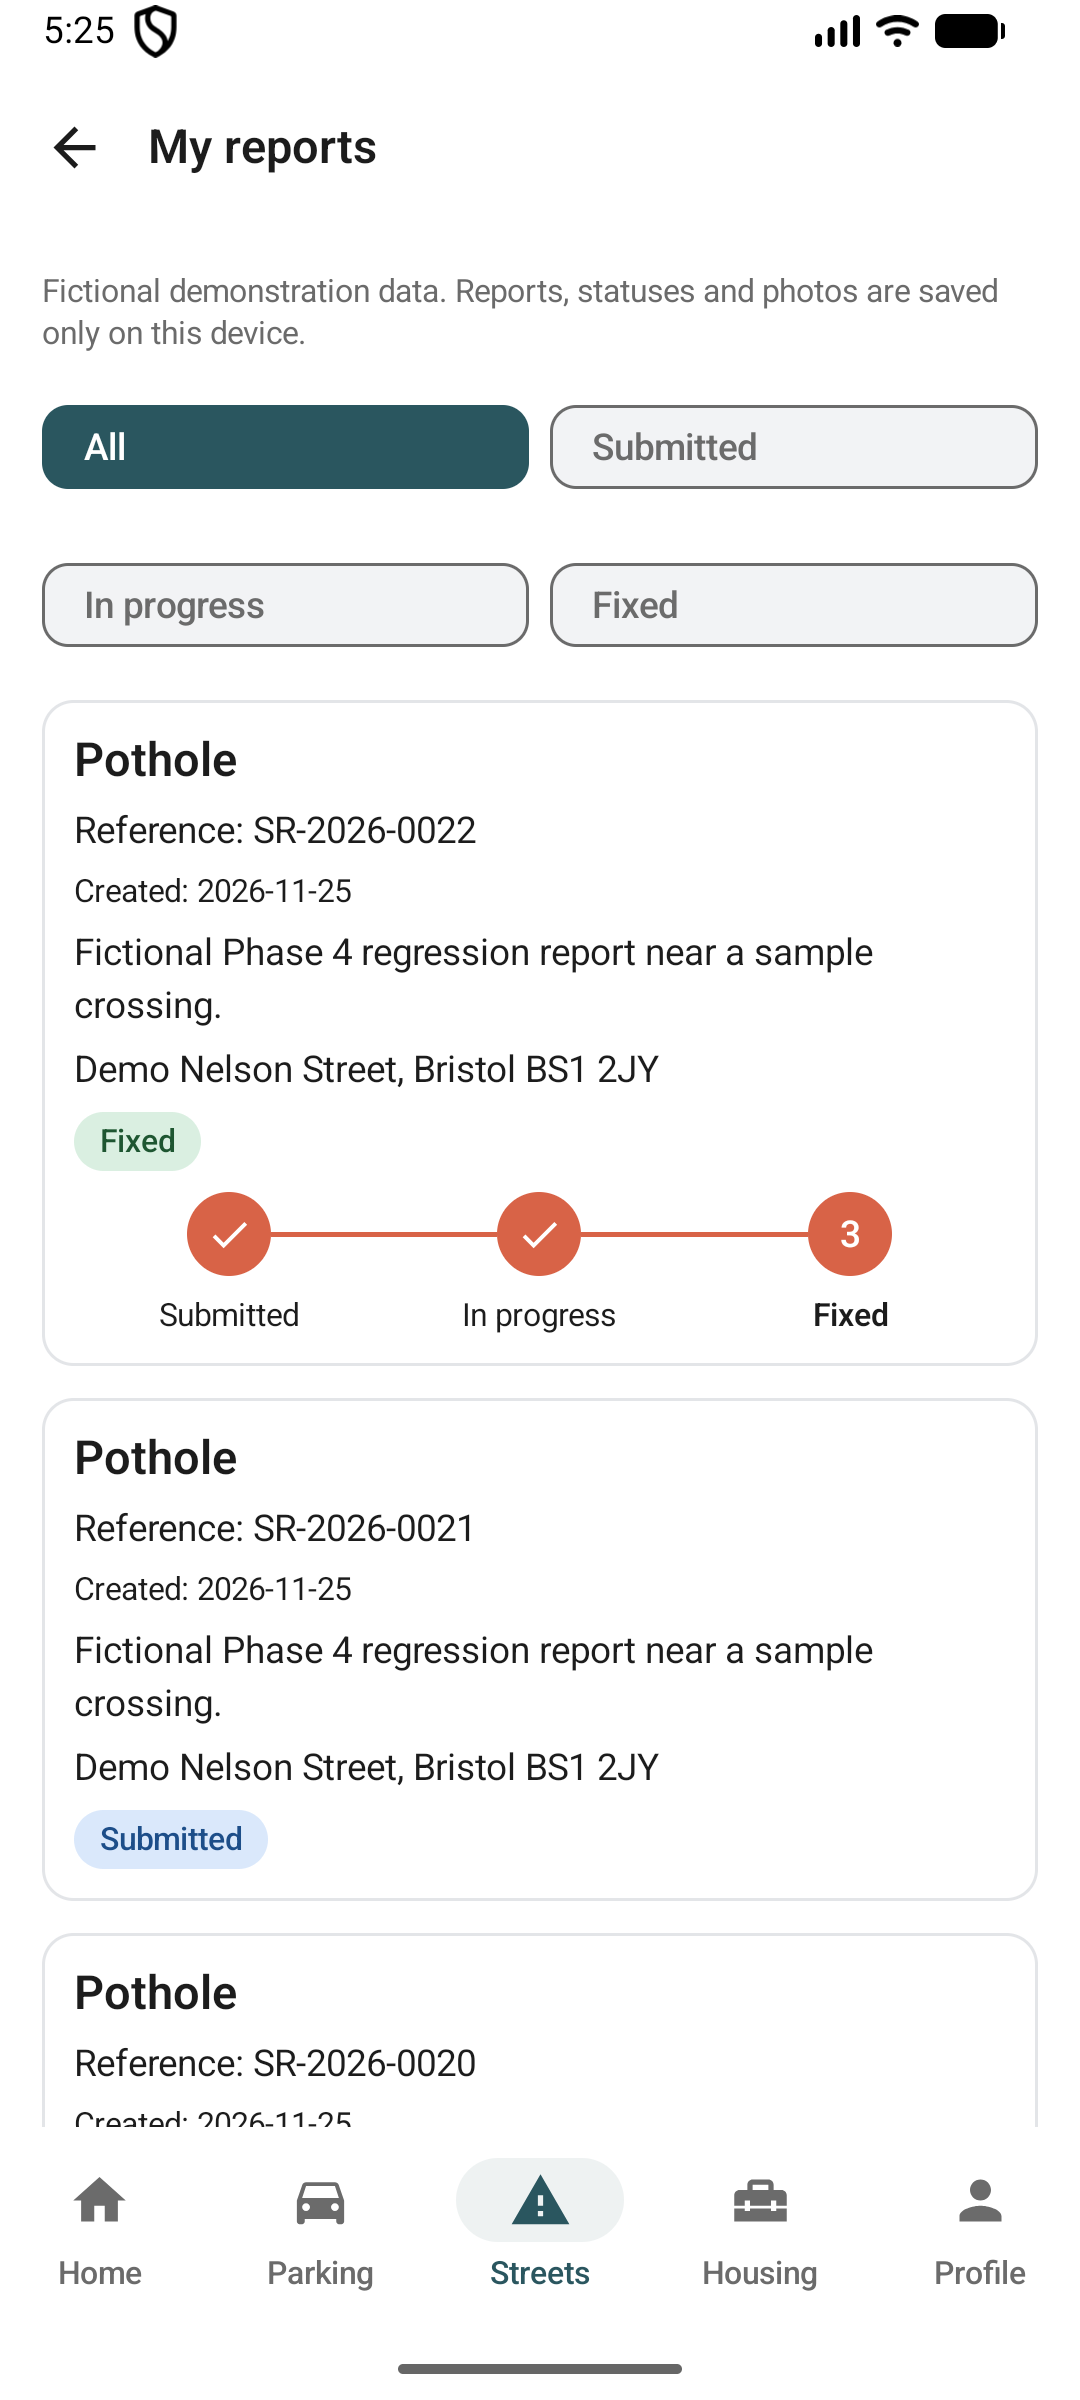 5:25
My reports
Fictional demonstration data. Reports, statuses and photos are saved
only on this device.
All
Submitted
In progress
Fixed
Pothole
Reference: SR-2026-0022
Created: 2026-11-25
Fictional Phase 4 regression report near a sample
crossing.
Demo Nelson Street, Bristol BS1 2JY
Fixed
3
Submitted
In progress
Fixed
Pothole
Reference: SR-2026-0021
Created: 2026-11-25
Fictional Phase 4 regression report near a sample
crossing.
Demo Nelson Street, Bristol BS1 2JY
Submitted
Pothole
Reference: SR-2026-0020
Created: 2026-11-25
Home
Parking
Streets
Housing
Profile